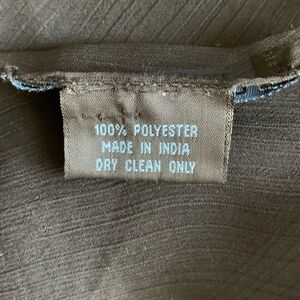 100% POLYESTER
MADE IN INDIA
DRY CLEAN ONLY